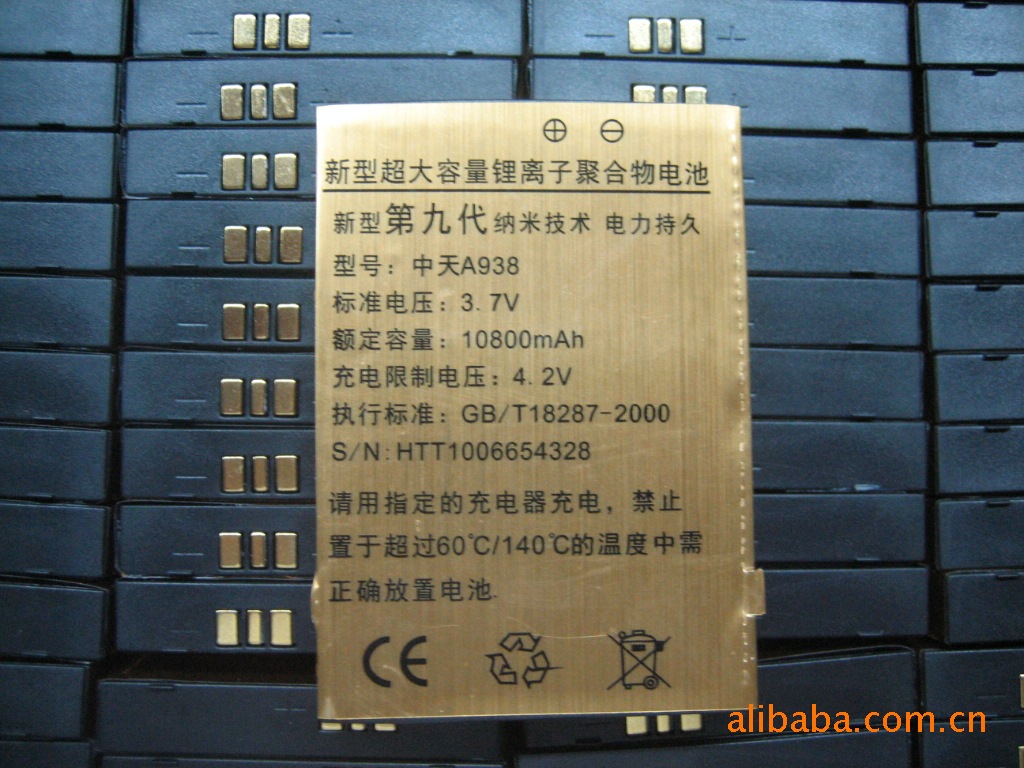 ⊕ ⊖
新型超大容量锂离子聚合物电池
新型第九代纳米技术 电力持久
型号：中天A938
标准电压：3.7V
额定容量：10800mAh
充电限制电压：4.2V
执行标准：GB/T18287-2000
S/N:HTT1006654328
请用指定的充电器充电，禁止
置于超过60℃/140℃的温度中需
正确放置电池.
CE
alibaba.com.cn